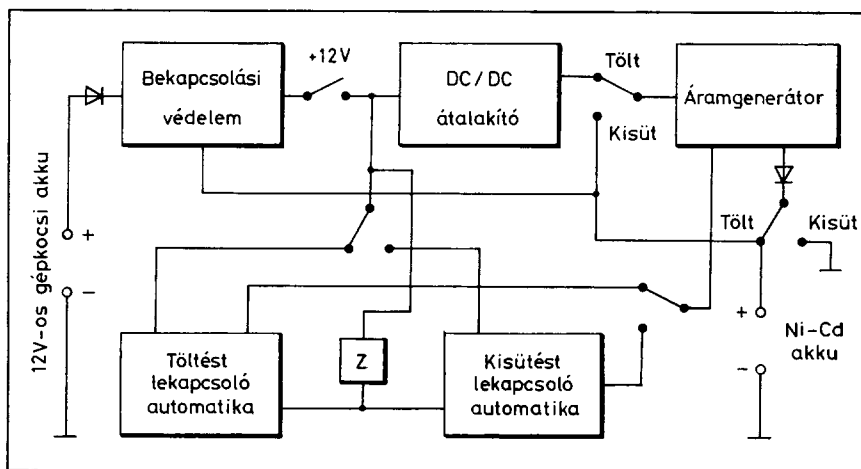 +12V
Bekapcsolási
védelem
DC/DC
átalakító
Tölt
Kisüt
Áramgenerátor
12V-os gépkocsi akku
+
−
Tölt
Kisüt
Töltést
lekapcsoló
automatika
Z
Kisütést
lekapcsoló
automatika
+
−
Ni-Cd
akku